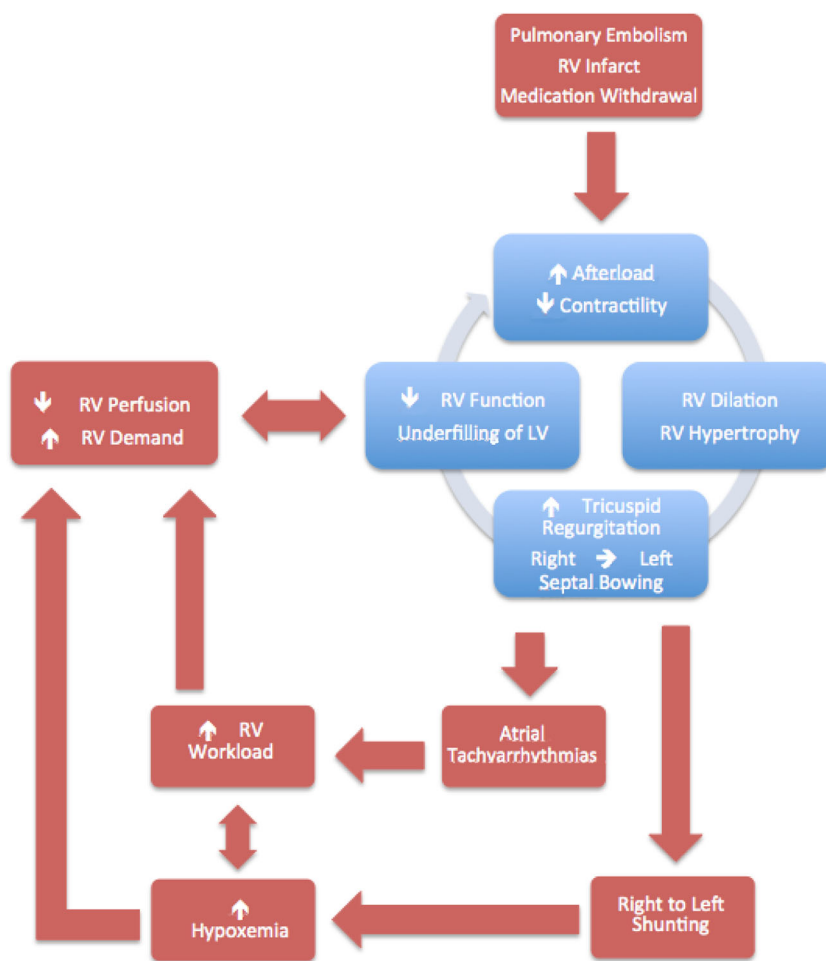 Pulmonary Embolism
RV Infarct
Medication Withdrawal
↑ Afterload
↓ Contractility
↓ RV Perfusion
↑ RV Demand
↓ RV Function
Underfilling of LV
RV Dilation
RV Hypertrophy
↑ Tricuspid
Regurgitation
Right → Left
Septal Bowing
↑ RV
Workload
Atrial
Tachyarrhythmias
↑
Hypoxemia
Right to Left
Shunting